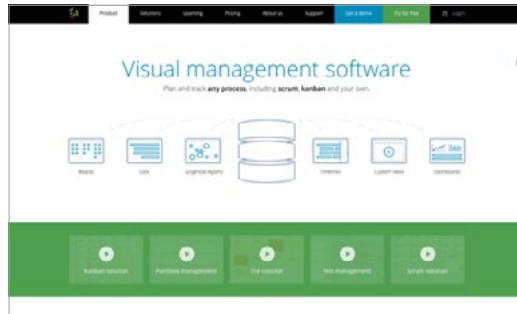 Product Solutions Learning Pricing About us Support Get a demo Try for free Login
Visual management software
Plan and track any process, including scrum, kanban and your own.
Boards Lists Graphical reports Timelines Custom views Dashboards
Kanban solution Portfolio management The concept Test management Scrum solution